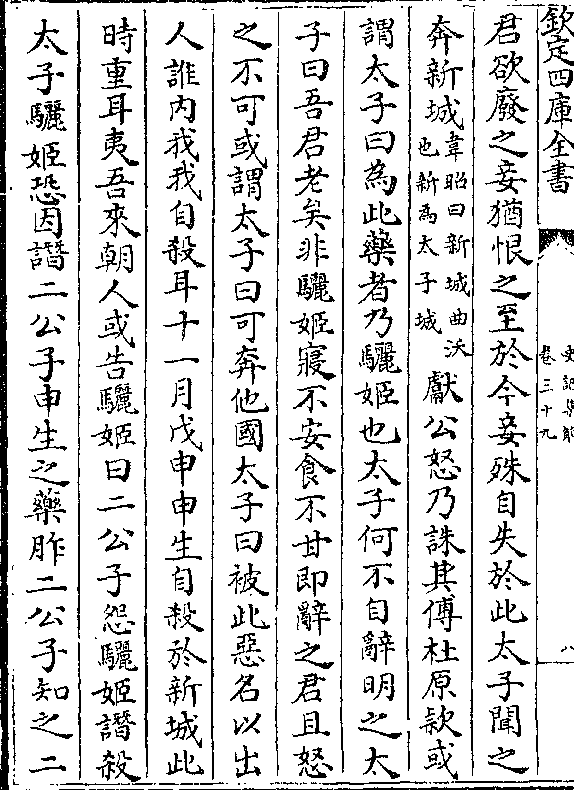 欽定四庫全書
史記集解
卷三十九
八
君欲廢之妾猶恨之至於今妾殊自失於此太子聞之
奔新城韋昭曰新城曲沃也新為太子城獻公怒乃誅其傅杜原款或
謂太子曰為此藥者乃驪姬也太子何不自辭明之太
子曰吾君老矣非驪姬寢不安食不甘即辭之君且怒
之不可或謂太子曰可奔他國太子曰被此惡名以出
人誰內我我自殺耳十一月戊申申生自殺於新城此
時重耳夷吾來朝人或告驪姬曰二公子怨驪姬譖殺
太子驪姬恐因譖二公子申生之藥胙二公子知之二